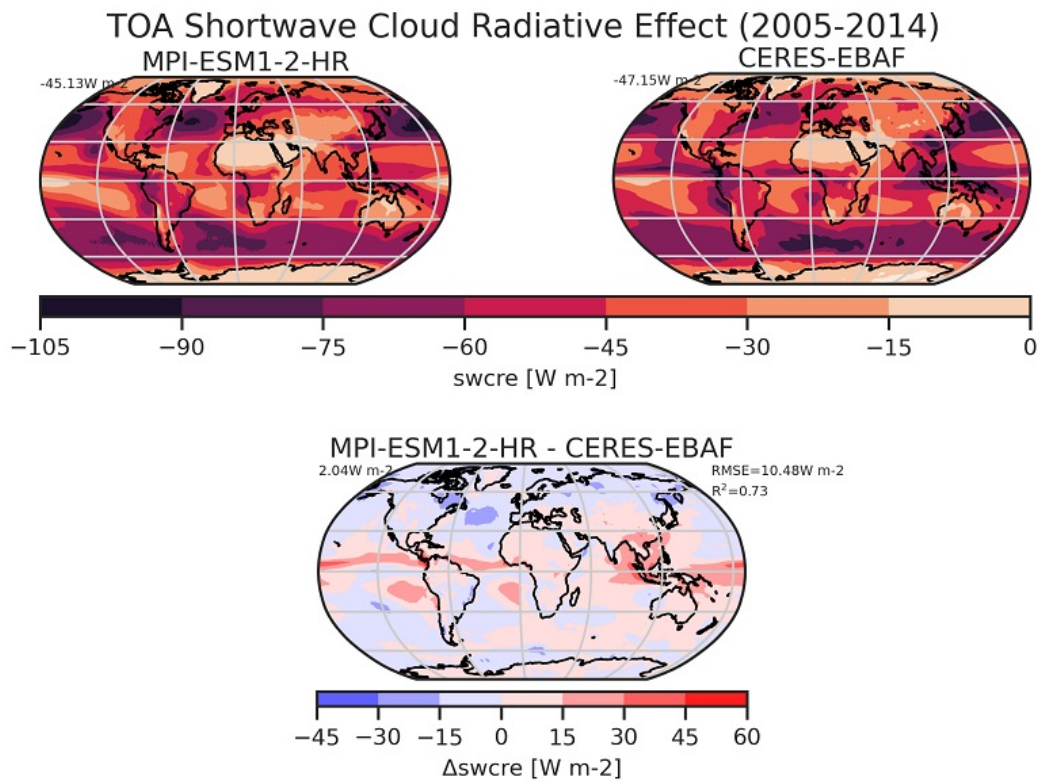 TOA Shortwave Cloud Radiative Effect (2005-2014)
MPI-ESM1-2-HR
CERES-EBAF
-45.13W m-2
-47.15W m-2
−105 −90 −75 −60 −45 −30 −15 0
swcre [W m-2]
MPI-ESM1-2-HR - CERES-EBAF
2.04W m-2
RMSE=10.48W m-2
R²=0.73
−45 −30 −15 0 15 30 45 60
Δswcre [W m-2]